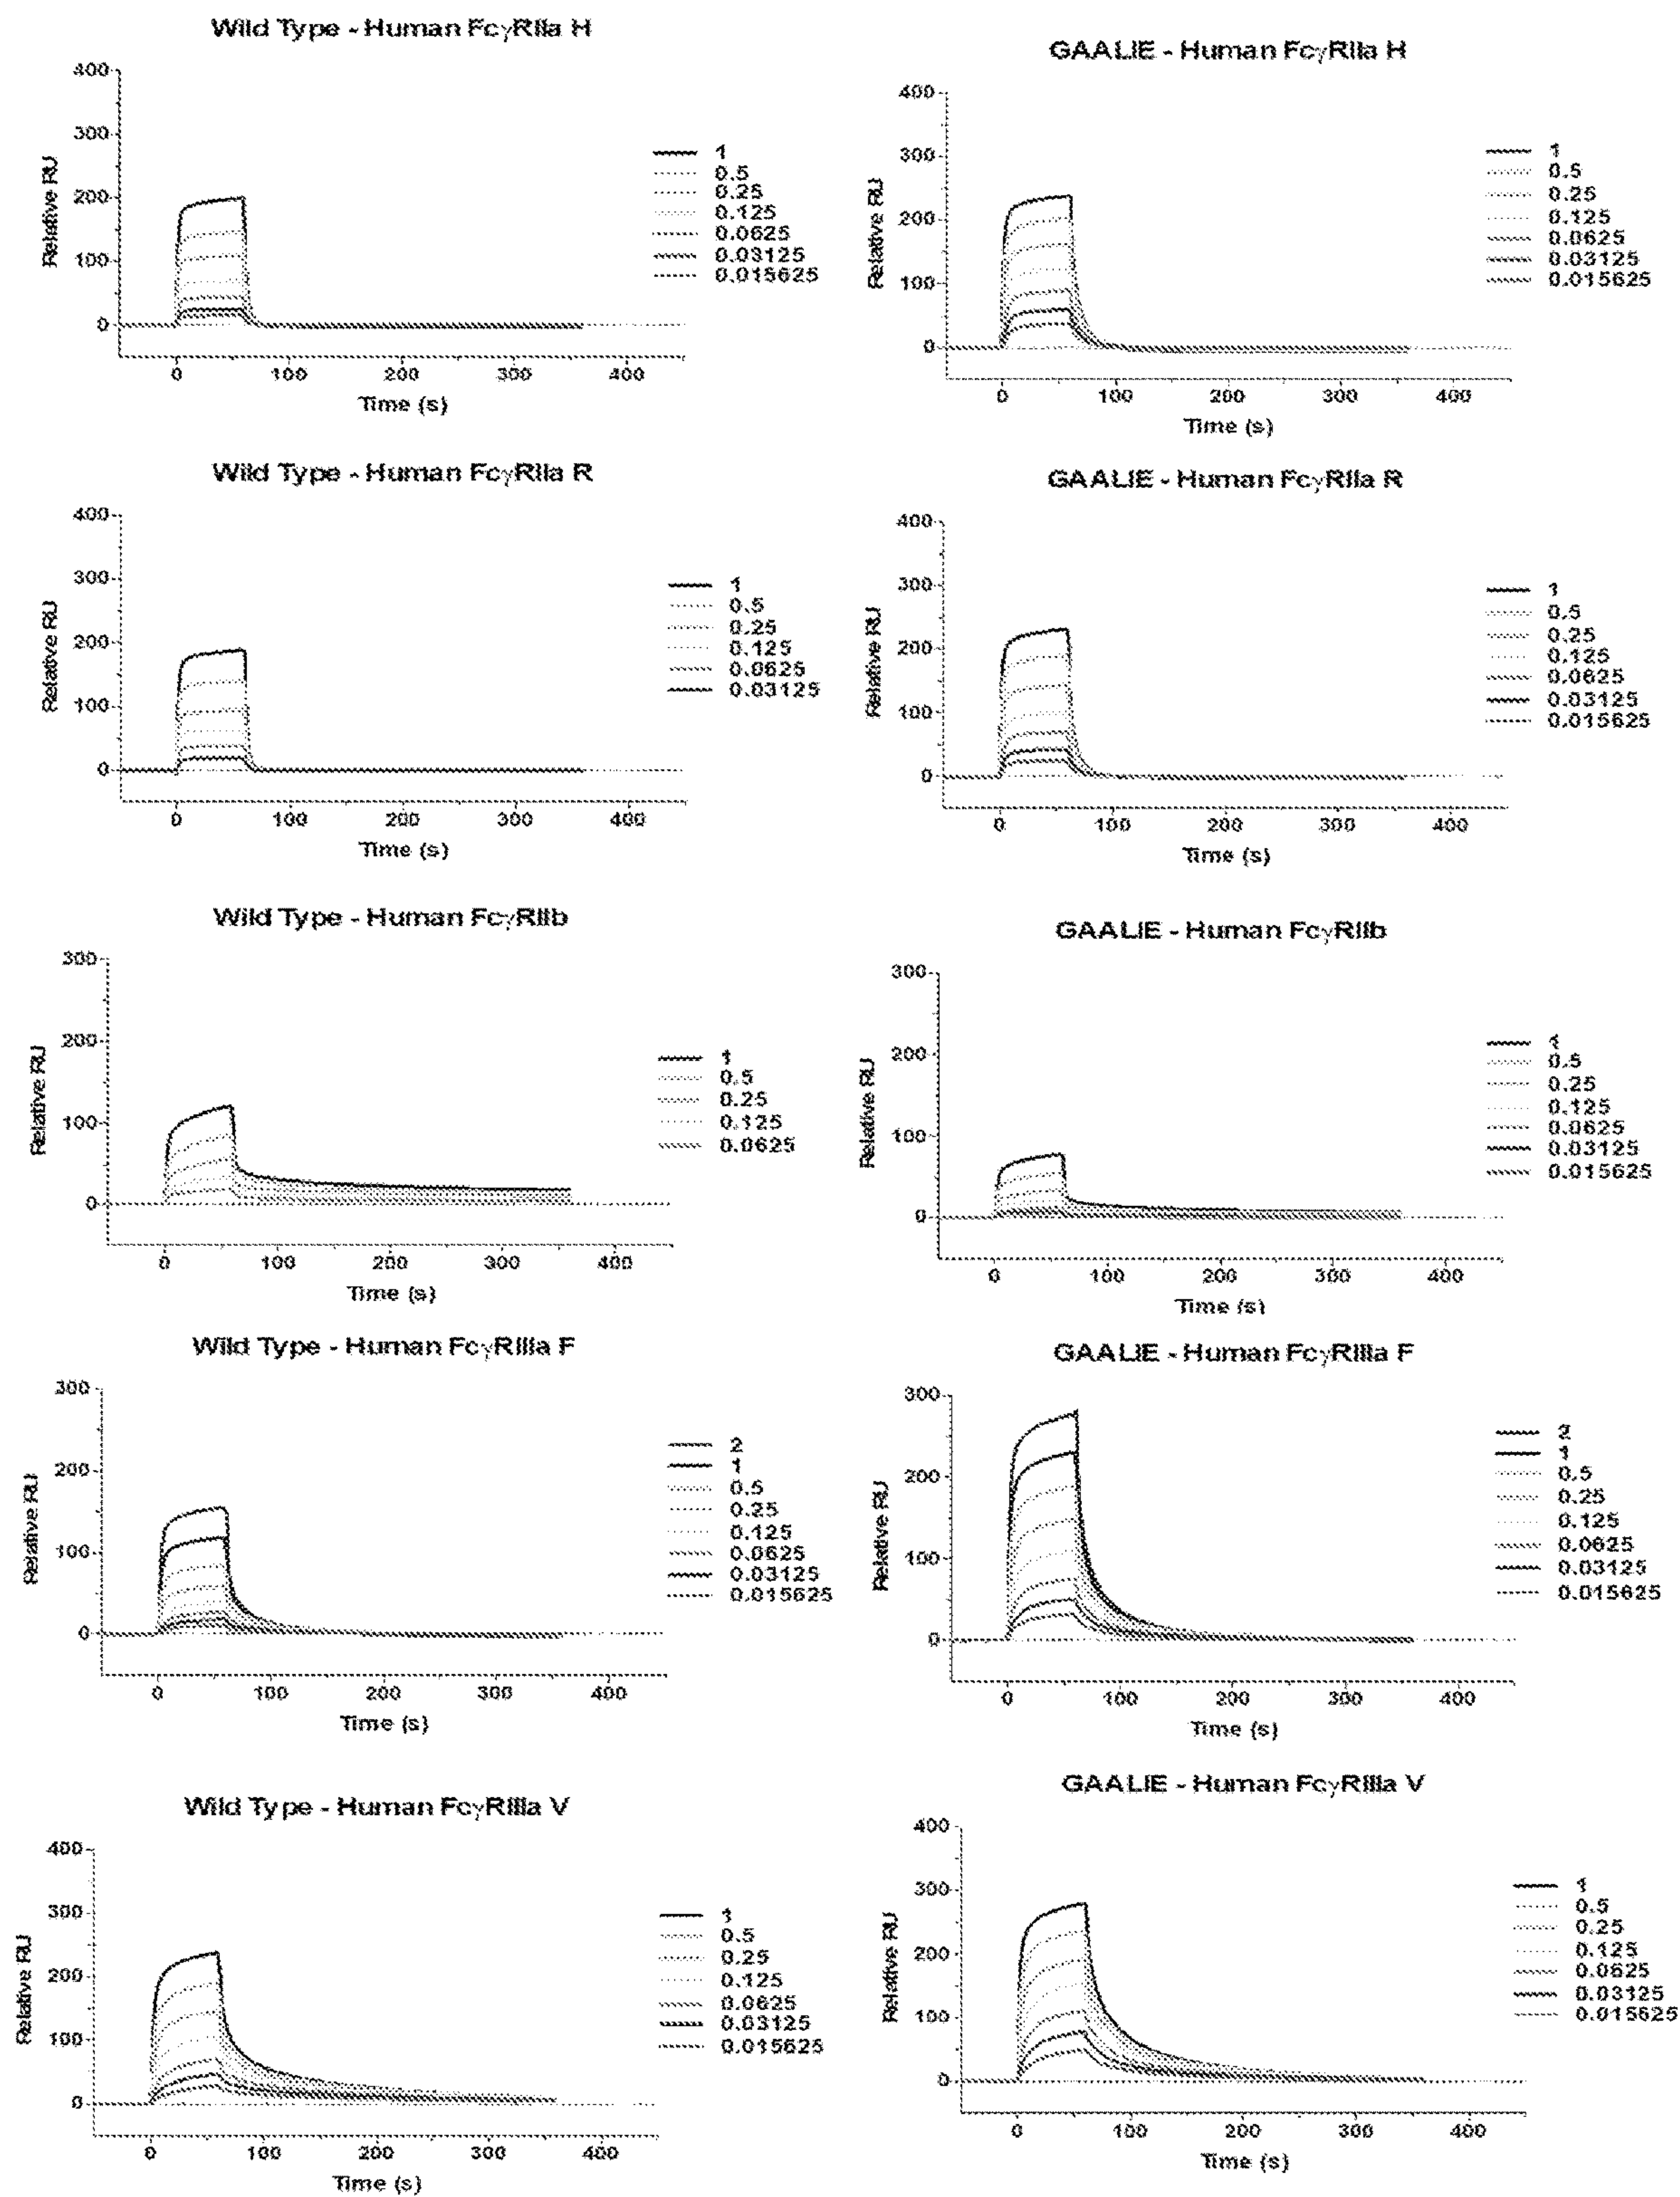 Wild Type - Human FcγRIIa H
400
300
200
100
0
Relative RU
0 100 200 300 400
Time (s)
1
0.5
0.25
0.125
0.0625
0.03125
0.015625
GAALIE - Human FcγRIIa H
400
300
200
100
0
Relative RU
0 100 200 300 400
Time (s)
1
0.5
0.25
0.125
0.0625
0.03125
0.015625
Wild Type - Human FcγRIIa R
400
300
200
100
0
Relative RU
0 100 200 300 400
Time (s)
1
0.5
0.25
0.125
0.0625
0.03125
GAALIE - Human FcγRIIa R
400
300
200
100
0
Relative RU
0 100 200 300 400
Time (s)
1
0.5
0.25
0.125
0.0625
0.03125
0.015625
Wild Type - Human FcγRIIb
300
200
100
0
Relative RU
0 100 200 300 400
Time (s)
1
0.5
0.25
0.125
0.0625
GAALIE - Human FcγRIIb
300
200
100
0
Relative RU
0 100 200 300 400
Time (s)
1
0.5
0.25
0.125
0.0625
0.03125
0.015625
Wild Type - Human FcγRIIIa F
300
200
100
0
Relative RU
0 100 200 300 400
Time (s)
2
1
0.5
0.25
0.125
0.0625
0.03125
0.015625
GAALIE - Human FcγRIIIa F
300
200
100
0
Relative RU
0 100 200 300 400
Time (s)
2
1
0.5
0.25
0.125
0.0625
0.03125
0.015625
Wild Type - Human FcγRIIIa V
400
300
200
100
0
Relative RU
0 100 200 300 400
Time (s)
1
0.5
0.25
0.125
0.0625
0.03125
0.015625
GAALIE - Human FcγRIIIa V
400
300
200
100
0
Relative RU
0 100 200 300 400
Time (s)
1
0.5
0.25
0.125
0.0625
0.03125
0.015625